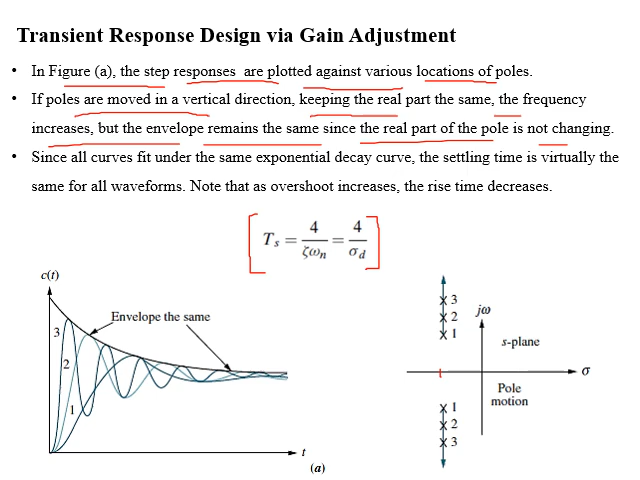 Transient Response Design via Gain Adjustment
• In Figure (a), the step responses are plotted against various locations of poles.
• If poles are moved in a vertical direction, keeping the real part the same, the frequency
increases, but the envelope remains the same since the real part of the pole is not changing.
• Since all curves fit under the same exponential decay curve, the settling time is virtually the
same for all waveforms. Note that as overshoot increases, the rise time decreases.
T_s = 4/(ζω_n) = 4/σ_d
c(t)
Envelope the same
3
2
1
t
(a)
3
2
1
jω
s-plane
σ
Pole
motion
1
2
3